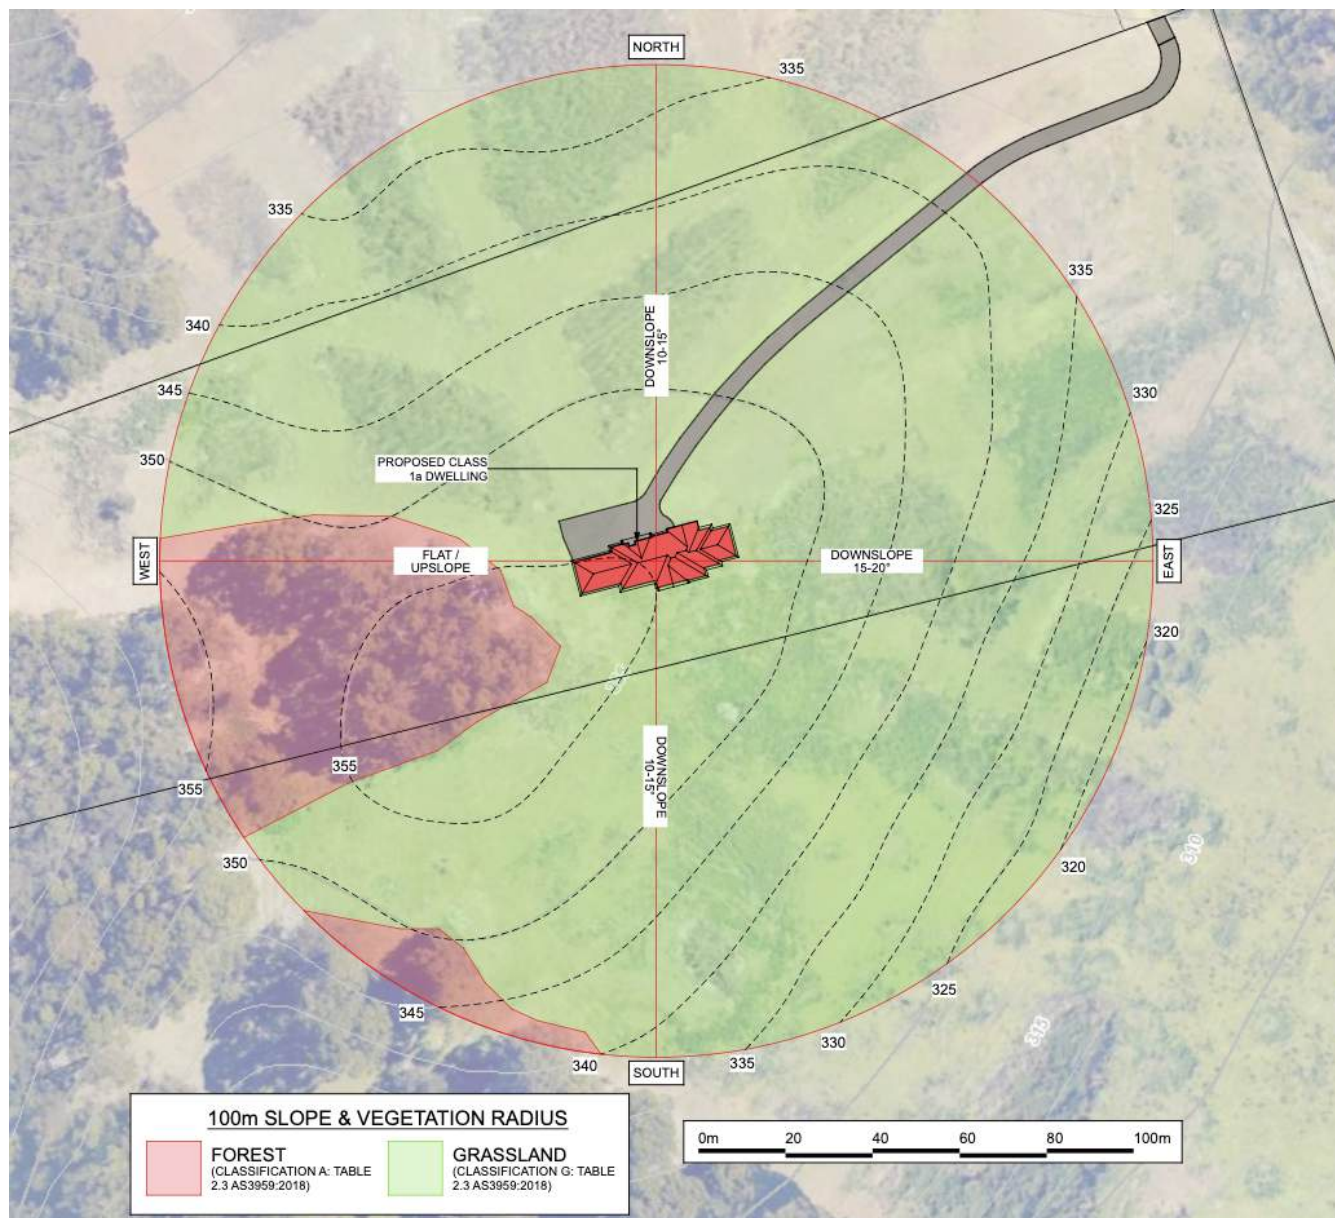 NORTH
335
335
335
340
DOWNSLOPE
10-15°
345
330
350
PROPOSED CLASS
1a DWELLING
325
WEST
FLAT /
UPSLOPE
DOWNSLOPE
15-20°
EAST
320
DOWNSLOPE
10-15°
355
355
350
320
310
325
345
313
330
340
335
SOUTH
100m SLOPE & VEGETATION RADIUS
FOREST
(CLASSIFICATION A: TABLE
2.3 AS3959:2018)
GRASSLAND
(CLASSIFICATION G: TABLE
2.3 AS3959:2018)
0m 20 40 60 80 100m